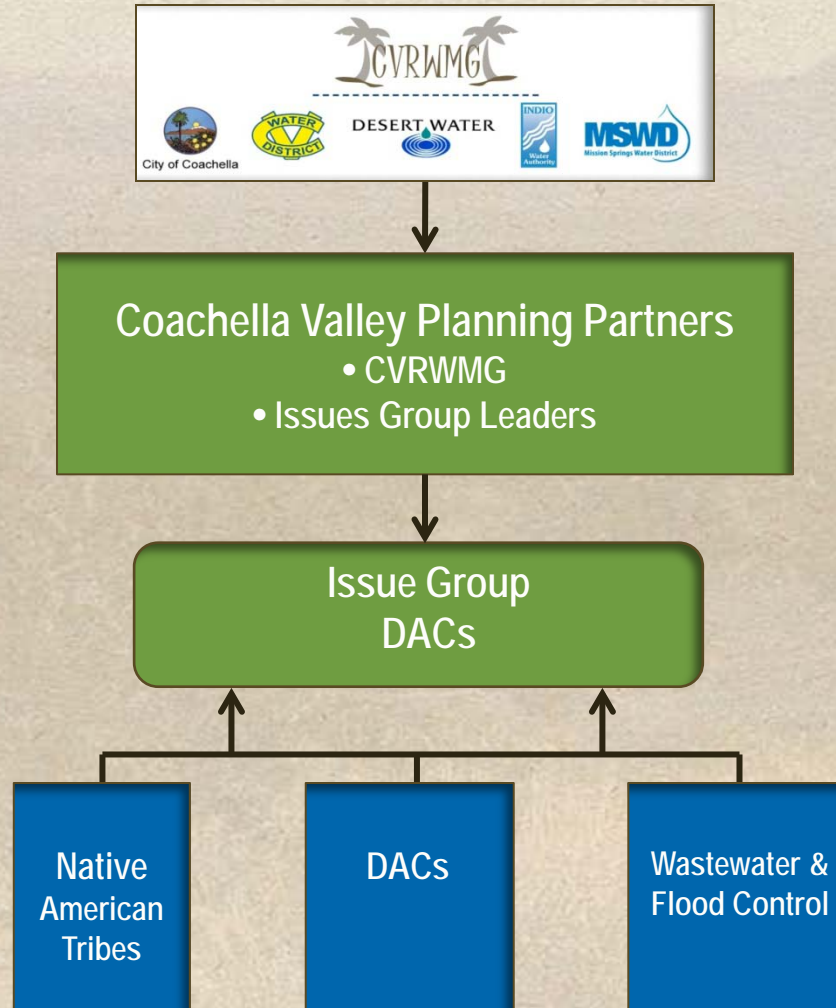 CVRWMG
City of Coachella
WATER
CV
DISTRICT
DESERT WATER
INDIO
Water
Authority
MSWD
Mission Springs Water District
Coachella Valley Planning Partners
• CVRWMG
• Issues Group Leaders
Issue Group
DACs
Native
American
Tribes
DACs
Wastewater &
Flood Control